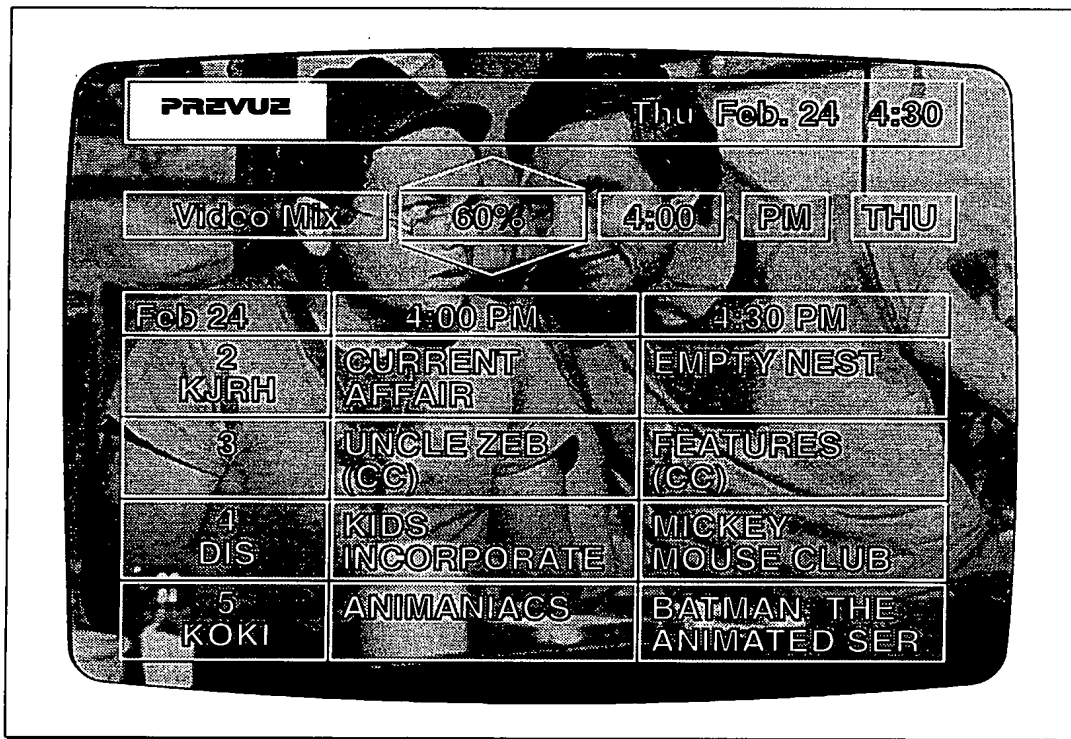 PREVUE Thu Feb. 24 4:30
Video Mix 60% 4:00 PM THU
Feb 24 4:00 PM 4:30 PM
2 CURRENT EMPTY NEST
KJRH AFFAIR
3 UNCLE ZEB FEATURES
(CC) (CC)
4 KIDS MICKEY
DIS INCORPORATE MOUSE CLUB
5 ANIMANIACS BATMAN THE
KOKI ANIMATED SER